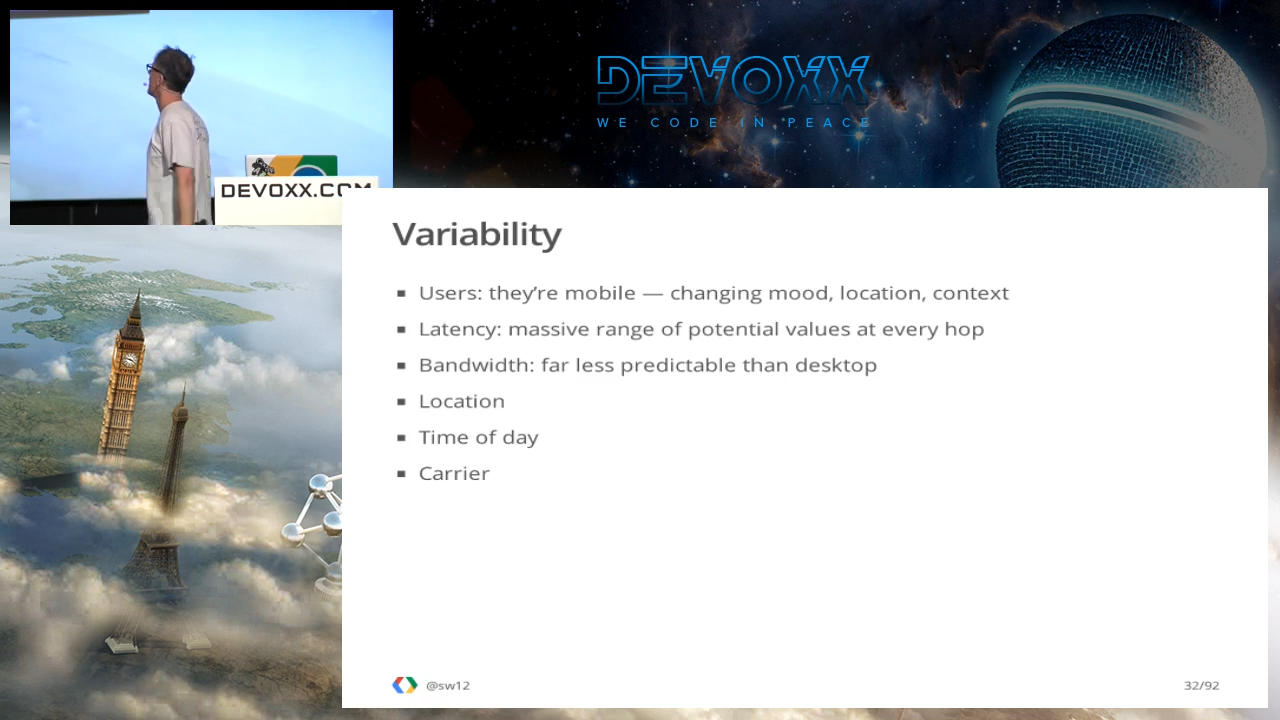 DEVOXX
WE CODE IN PEACE
DEVOXX.COM
Variability
Users: they're mobile — changing mood, location, context
Latency: massive range of potential values at every hop
Bandwidth: far less predictable than desktop
Location
Time of day
Carrier
@sw12
32/92